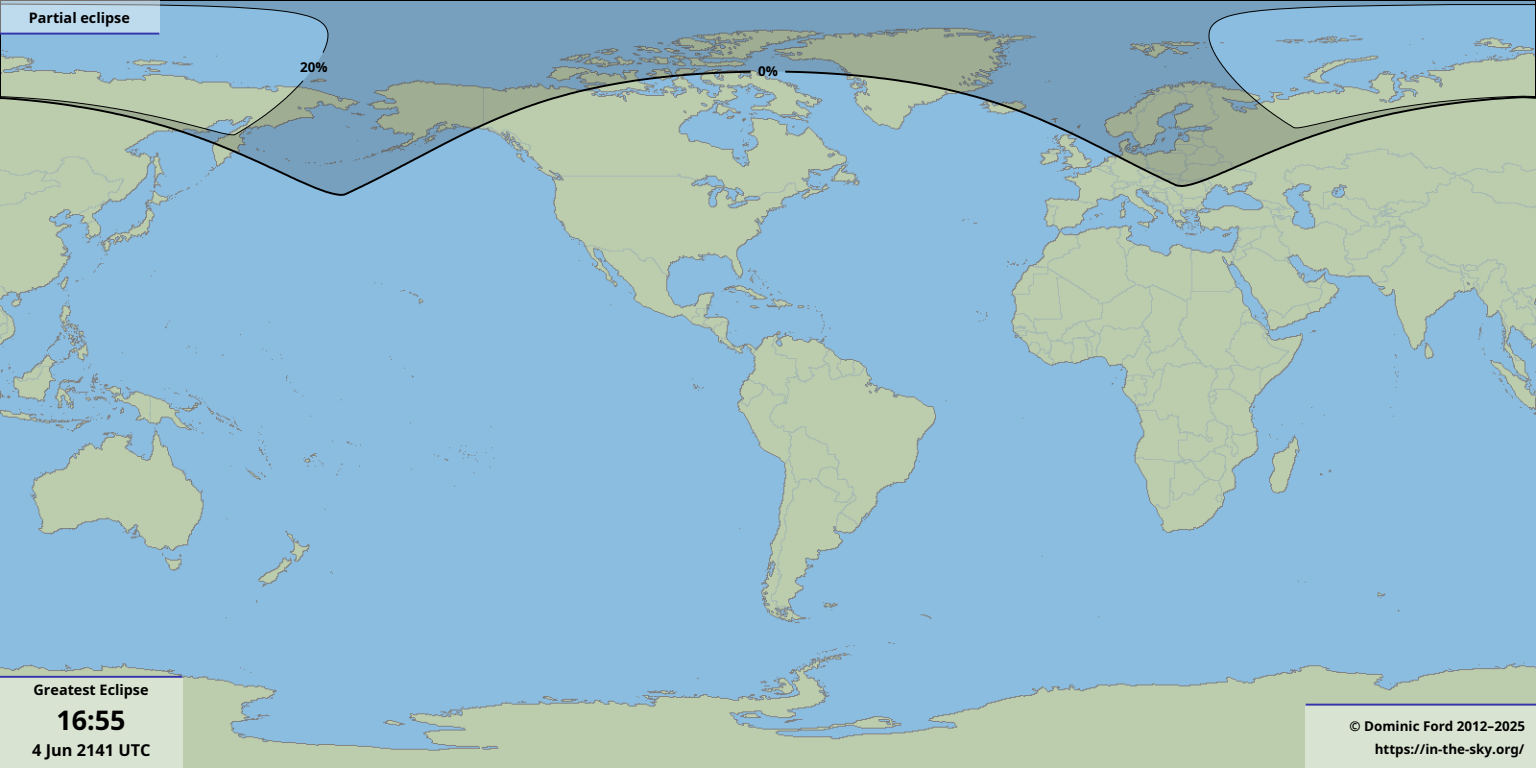 Partial eclipse
20%
0%
Greatest Eclipse
16:55
4 Jun 2141 UTC
© Dominic Ford 2012–2025
https://in-the-sky.org/